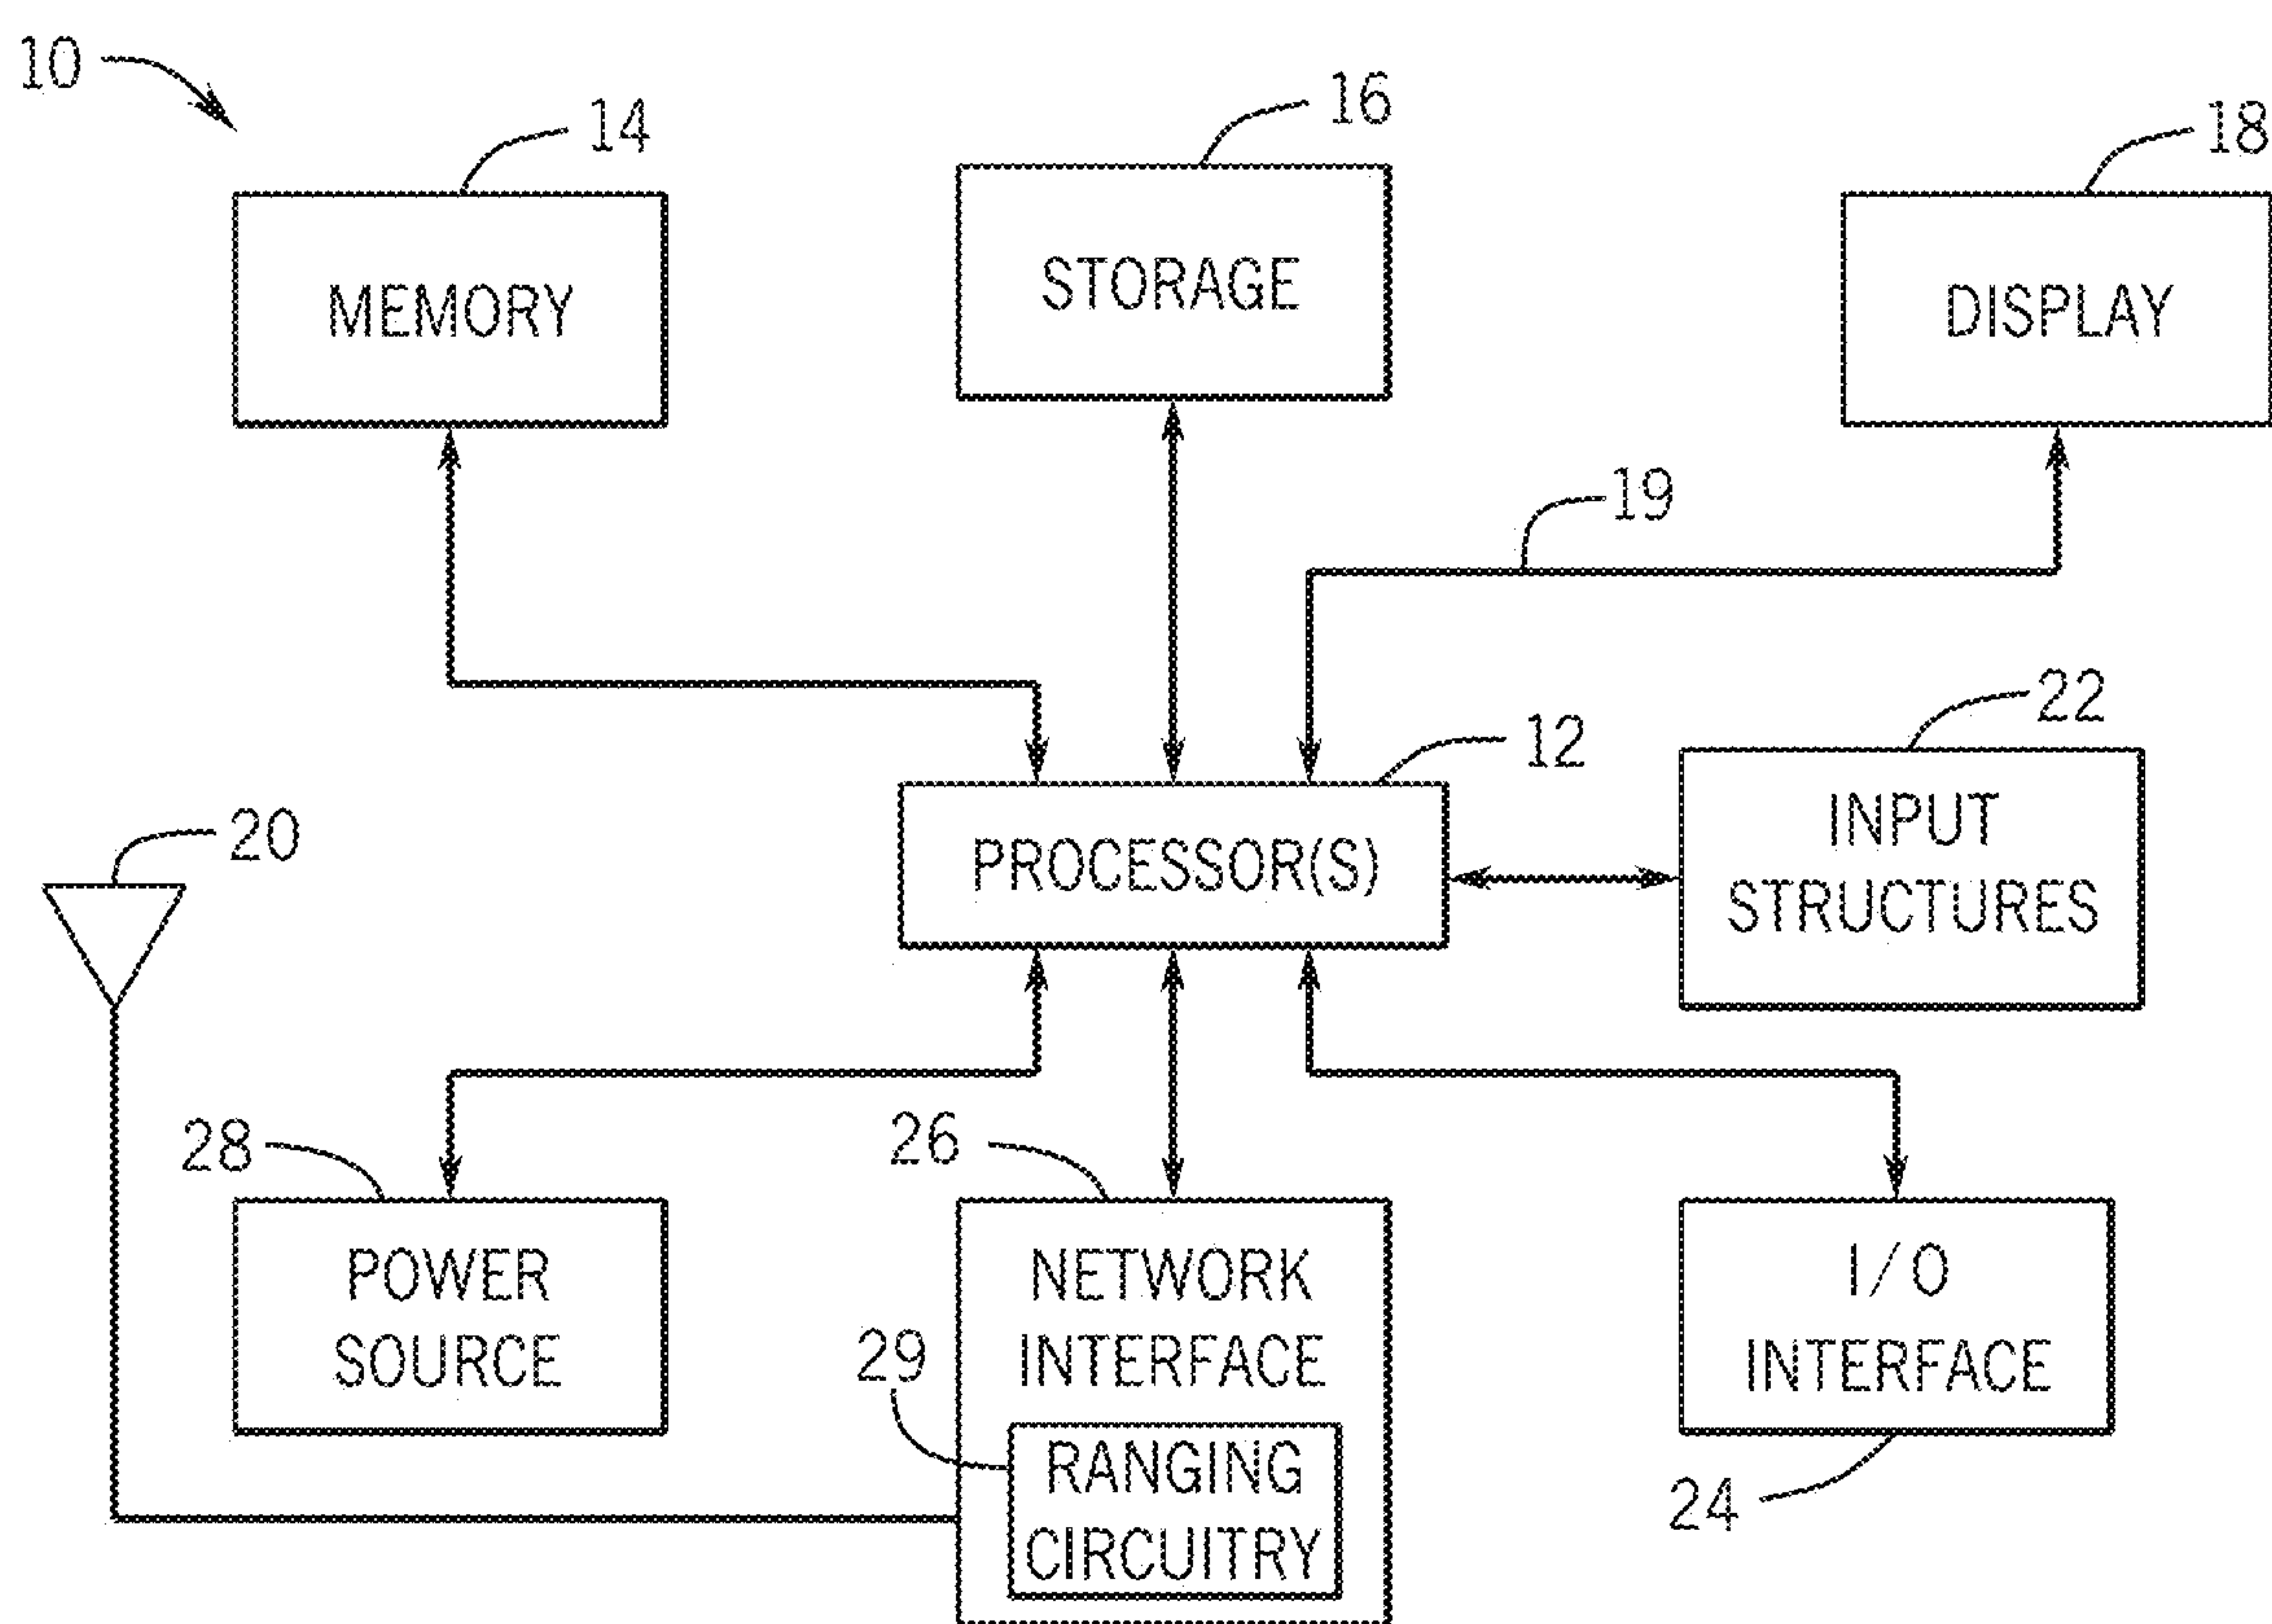 10
14
16
18
MEMORY
STORAGE
DISPLAY
19
22
12
20
PROCESSOR(S)
INPUT
STRUCTURES
28
26
POWER
SOURCE
NETWORK
INTERFACE
29
RANGING
CIRCUITRY
I/O
INTERFACE
24